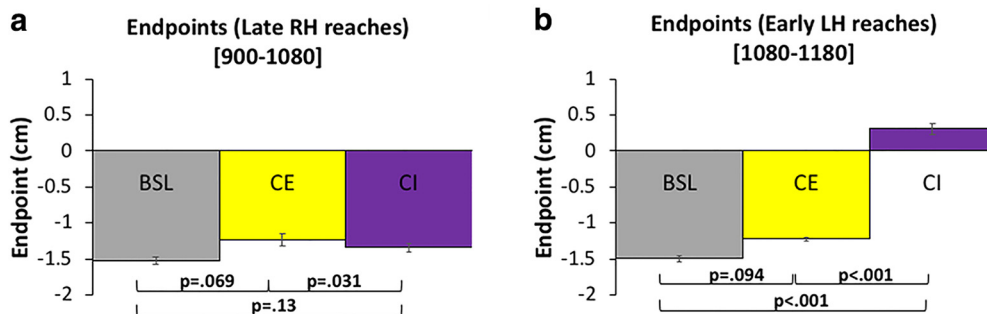 a
Endpoints (Late RH reaches)
[900-1080]
Endpoint (cm)
1
0.5
0
-0.5
-1
-1.5
-2
BSL
CE
CI
p=.069
p=.031
p=.13
b
Endpoints (Early LH reaches)
[1080-1180]
Endpoint (cm)
1
0.5
0
-0.5
-1
-1.5
-2
BSL
CE
CI
p=.094
p<.001
p<.001